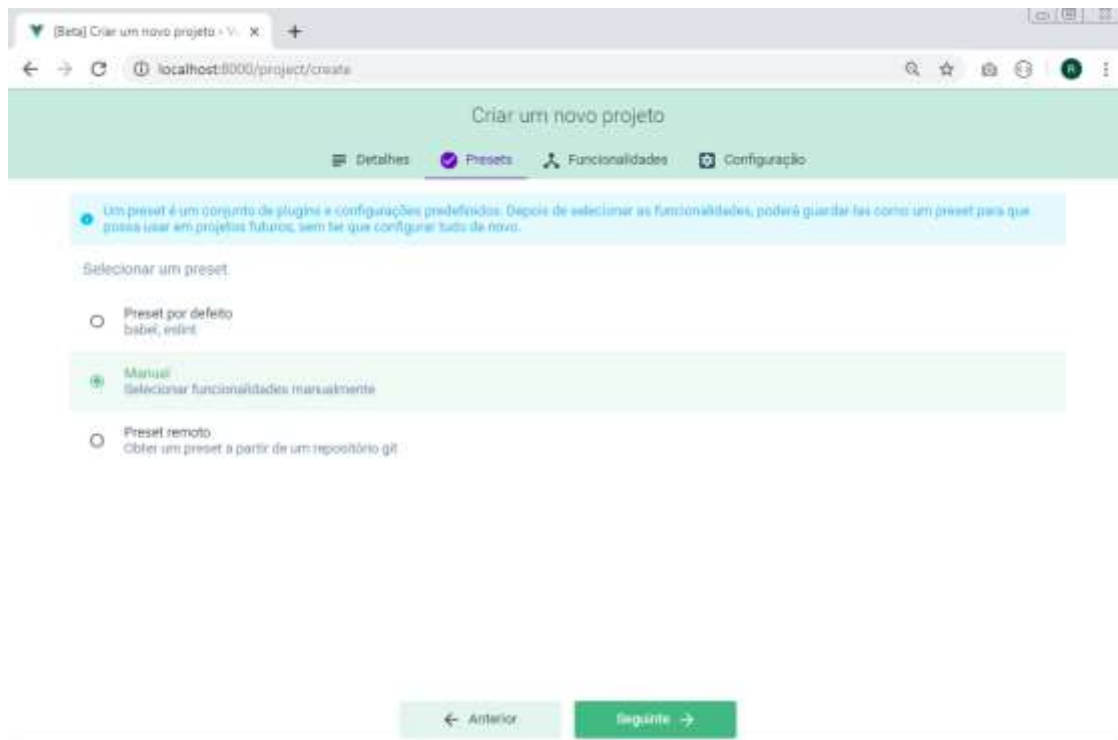 [Beta] Criar um novo projeto - V
localhost:8000/project/create
R
Criar um novo projeto
Detalhes
Presets
Funcionalidades
Configuração
Um preset é um conjunto de plugins e configurações predefinidos. Depois de selecionar as funcionalidades, poderá guardar-las como um preset para que
possa usar em projetos futuros, sem ter que configurar tudo de novo.
Selecionar um preset
Preset por defeito
babel, eslint
Manual
Selecionar funcionalidades manualmente
Preset remoto
Obter um preset a partir de um repositório git
Anterior
Seguinte